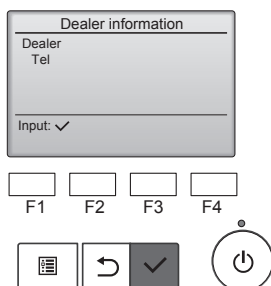 Dealer information
Dealer
Tel
Input: ✓
F1 F2 F3 F4